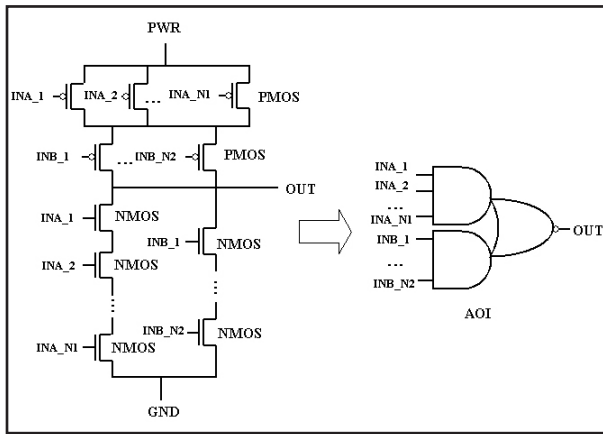 PWR
INA_1
INA_2
...
INA_N1
PMOS
INB_1
...
INB_N2
PMOS
OUT
INA_1
NMOS
INB_1
NMOS
INA_2
NMOS
INB_N2
NMOS
INA_N1
NMOS
GND
INA_1
INA_2
...
INA_N1
INB_1
...
INB_N2
OUT
AOI